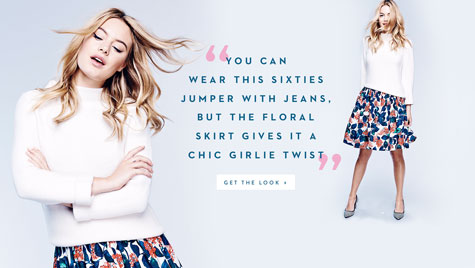 “YOU CAN
WEAR THIS SIXTIES
JUMPER WITH JEANS,
BUT THE FLORAL
SKIRT GIVES IT A
CHIC GIRLIE TWIST”
GET THE LOOK ▸